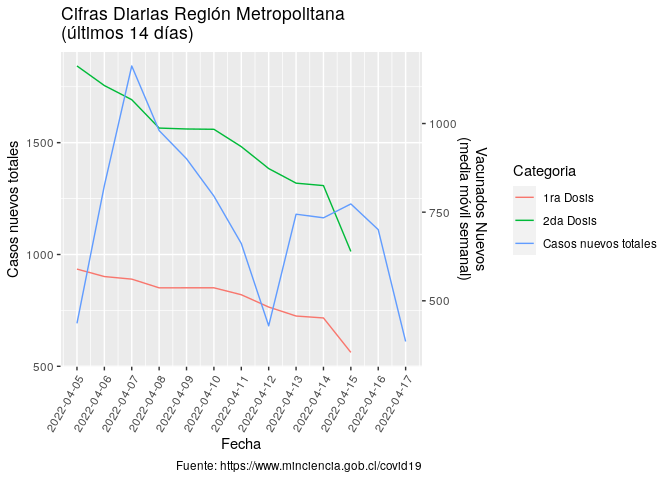 Cifras Diarias Región Metropolitana
(últimos 14 días)
Casos nuevos totales
1500
1000
500
1000
750
500
Vacunados Nuevos
(media móvil semanal)
2022-04-05
2022-04-06
2022-04-07
2022-04-08
2022-04-09
2022-04-10
2022-04-11
2022-04-12
2022-04-13
2022-04-14
2022-04-15
2022-04-16
2022-04-17
Fecha
Categoria
1ra Dosis
2da Dosis
Casos nuevos totales
Fuente: https://www.minciencia.gob.cl/covid19